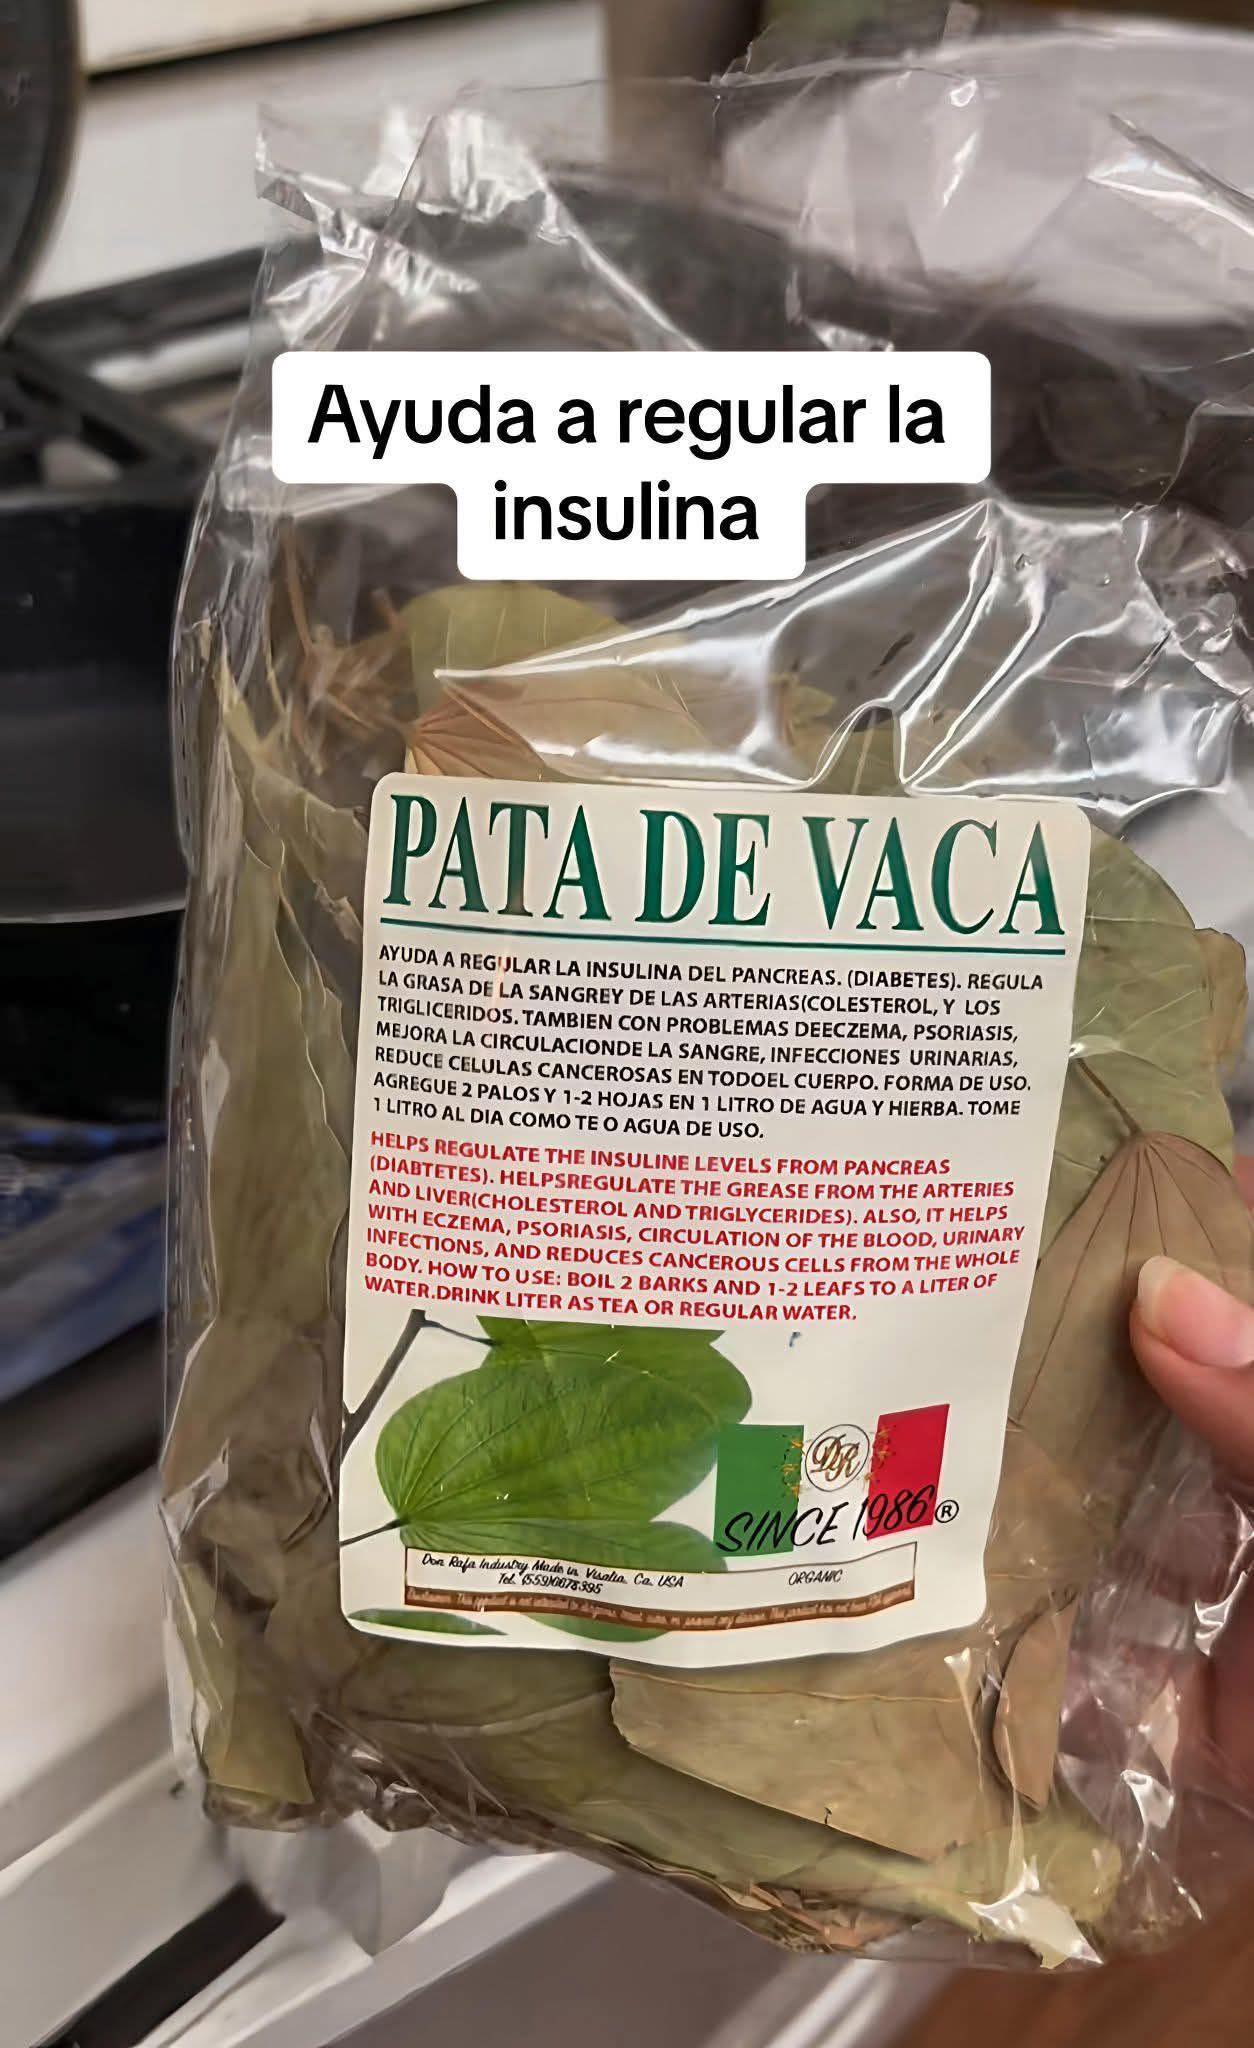 Ayuda a regular la
insulina
PATA DE VACA
AYUDA A REGULAR LA INSULINA DEL PANCREAS. (DIABETES). REGULA
LA GRASA DE LA SANGREY DE LAS ARTERIAS(COLESTEROL, Y LOS
TRIGLICERIDOS. TAMBIEN CON PROBLEMAS DEECZEMA, PSORIASIS,
MEJORA LA CIRCULACIONDE LA SANGRE, INFECCIONES URINARIAS,
REDUCE CELULAS CANCEROSAS EN TODOEL CUERPO. FORMA DE USO.
AGREGUE 2 PALOS Y 1-2 HOJAS EN 1 LITRO DE AGUA Y HIERBA. TOME
1 LITRO AL DIA COMO TE O AGUA DE USO.
HELPS REGULATE THE INSULINE LEVELS FROM PANCREAS
(DIABTETES). HELPSREGULATE THE GREASE FROM THE ARTERIES
AND LIVER(CHOLESTEROL AND TRIGLYCERIDES). ALSO, IT HELPS
WITH ECZEMA, PSORIASIS, CIRCULATION OF THE BLOOD, URINARY
INFECTIONS, AND REDUCES CANCEROUS CELLS FROM THE WHOLE
BODY. HOW TO USE: BOIL 2 BARKS AND 1-2 LEAFS TO A LITER OF
WATER.DRINK LITER AS TEA OR REGULAR WATER.
DR
SINCE 1986®
Don Rafa Industry Made in Visalia Ca. USA
Tel.
ORGANIC